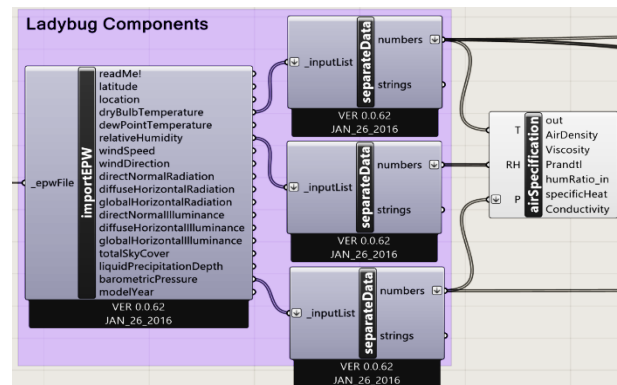 Ladybug Components
importEPW
_epwFile
readMe!
latitude
location
dryBulbTemperature
dewPointTemperature
relativeHumidity
windSpeed
windDirection
directNormalRadiation
diffuseHorizontalRadiation
globalHorizontalRadiation
directNormalIlluminance
diffuseHorizontalIlluminance
globalHorizontalIlluminance
totalSkyCover
liquidPrecipitationDepth
barometricPressure
modelYear
VER 0.0.62
JAN_26_2016
_inputList
separateData
numbers
strings
VER 0.0.62
JAN_26_2016
_inputList
separateData
numbers
strings
VER 0.0.62
JAN_26_2016
_inputList
separateData
numbers
strings
VER 0.0.62
JAN_26_2016
T
RH
P
airSpecification
out
AirDensity
Viscosity
Prandtl
humRatio_in
specificHeat
Conductivity